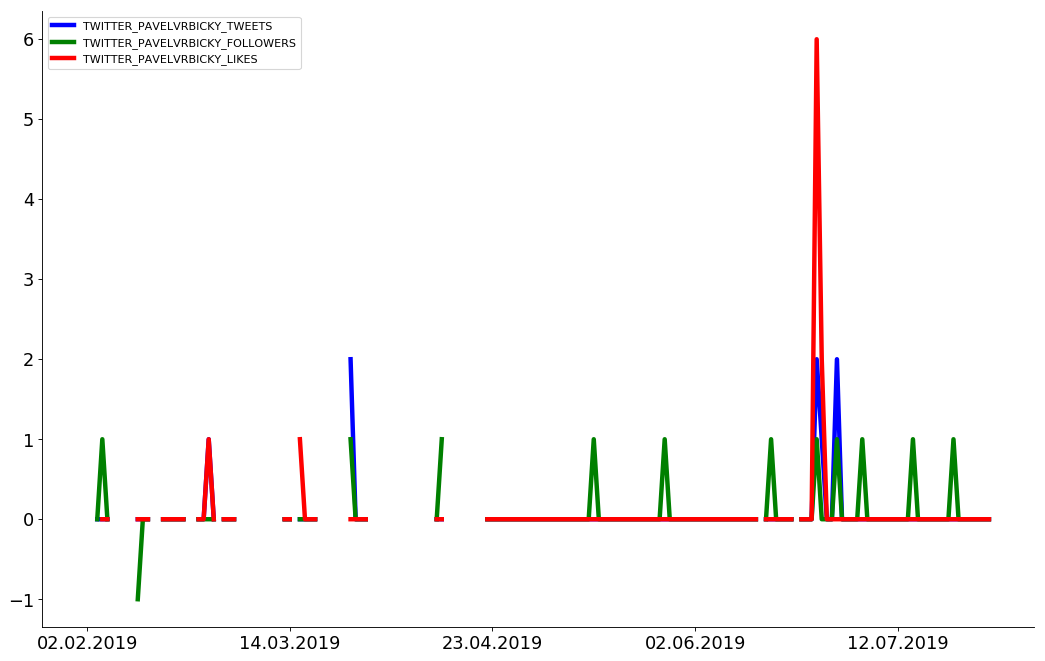 TWITTER_PAVELVRBICKY_TWEETS
TWITTER_PAVELVRBICKY_FOLLOWERS
TWITTER_PAVELVRBICKY_LIKES
6
5
4
3
2
1
0
−1
02.02.2019 14.03.2019 23.04.2019 02.06.2019 12.07.2019